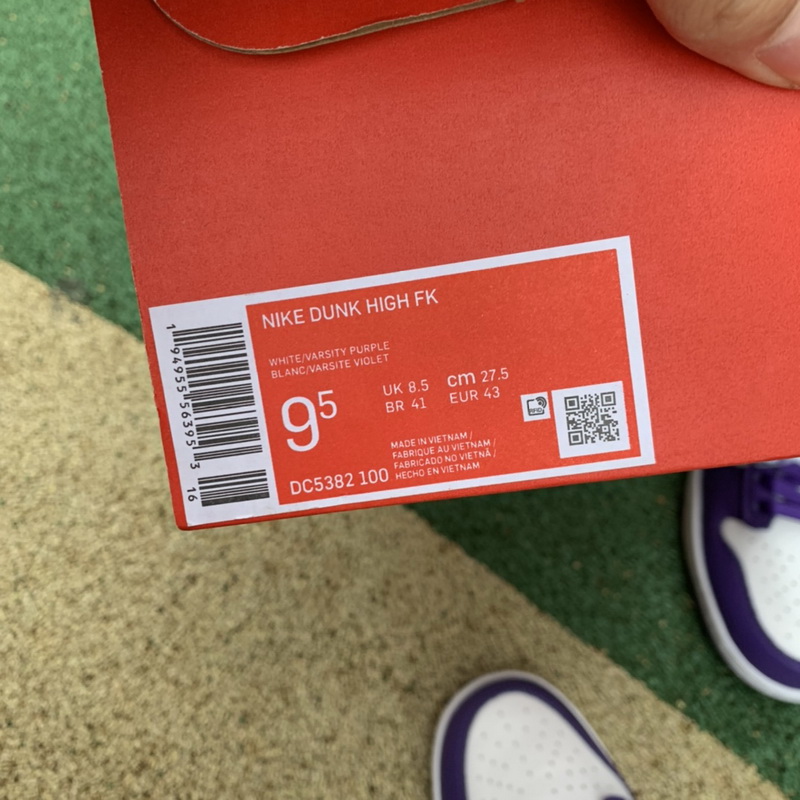 NIKE DUNK HIGH FK
WHITE/VARSITY PURPLE
BLANC/VARSITE VIOLET
9⁵
UK 8.5 cm 27.5
BR 41 EUR 43
MADE IN VIETNAM /
FABRIQUE AU VIETNAM /
FABRICADO NO VIETNÃ /
HECHO EN VIETNAM
DC5382 100
RFID
1 94955 56395 3
16